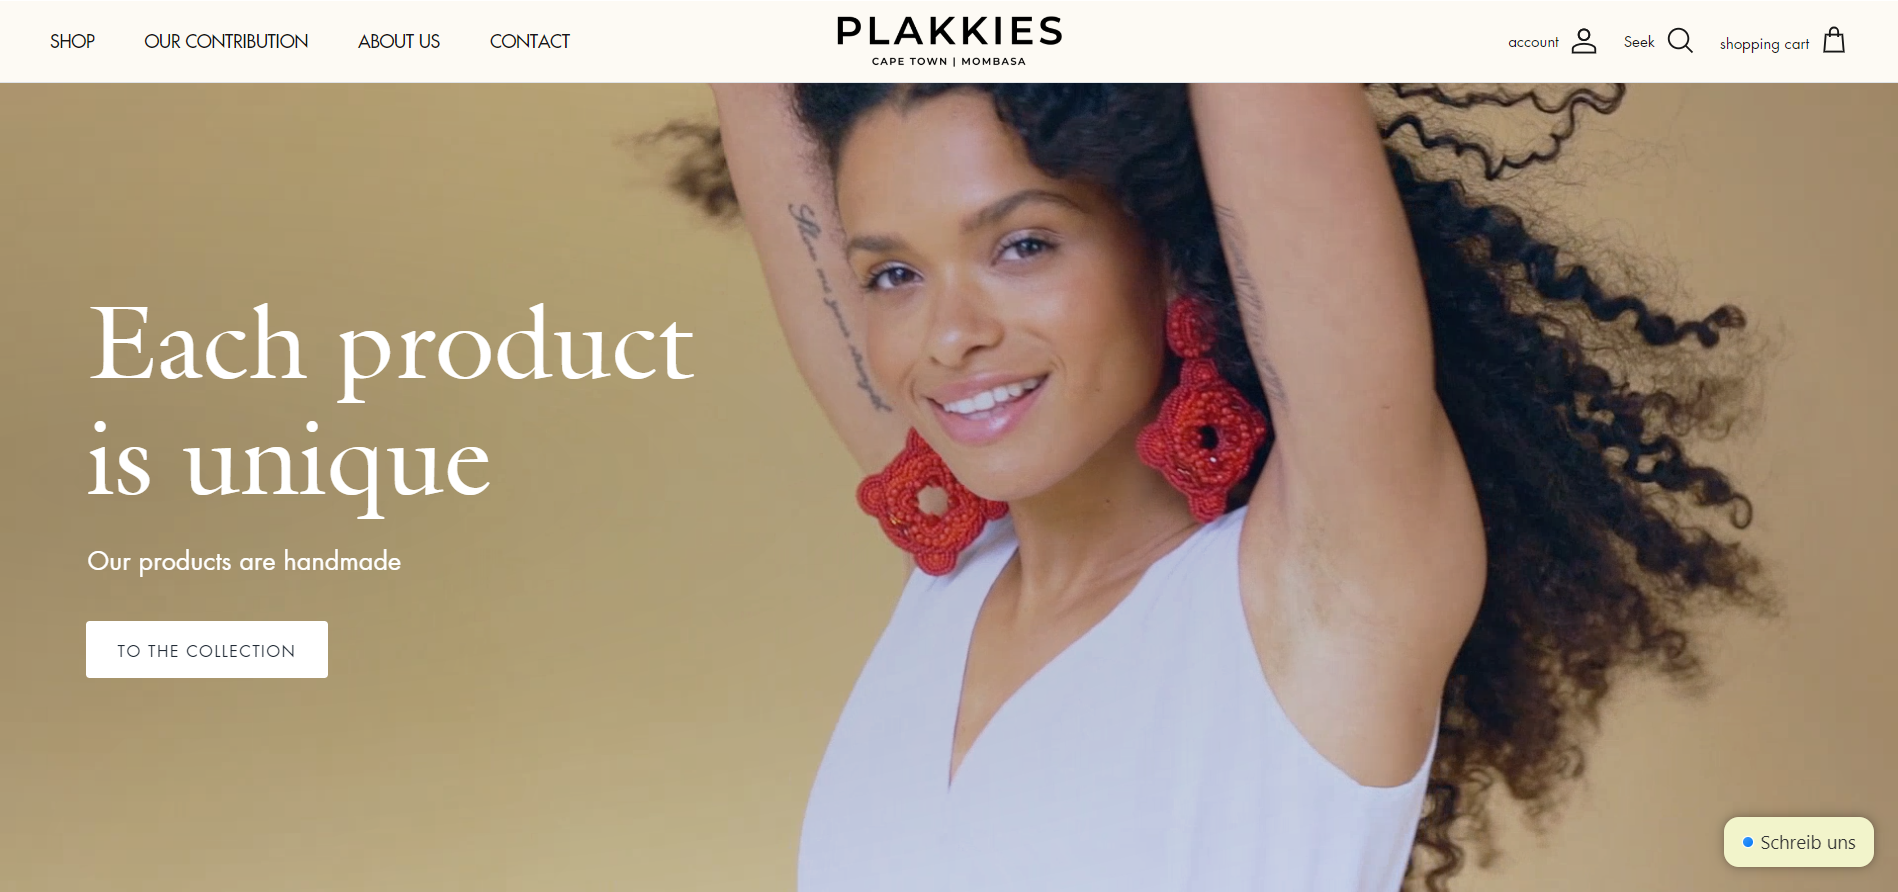 SHOP
OUR CONTRIBUTION
ABOUT US
CONTACT
PLAKKIES
CAPE TOWN | MOMBASA
account
Seek
shopping cart
Each product
is unique
Our products are handmade
TO THE COLLECTION
Schreib uns